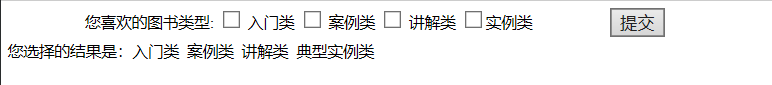 您喜欢的图书类型: 入门类 案例类 讲解类 实例类 提交
您选择的结果是：入门类 案例类 讲解类 典型实例类